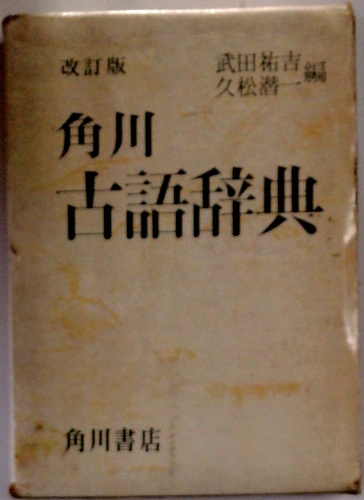 改訂版
武田祐吉
久松潜一
編
角川
古語辞典
角川書店